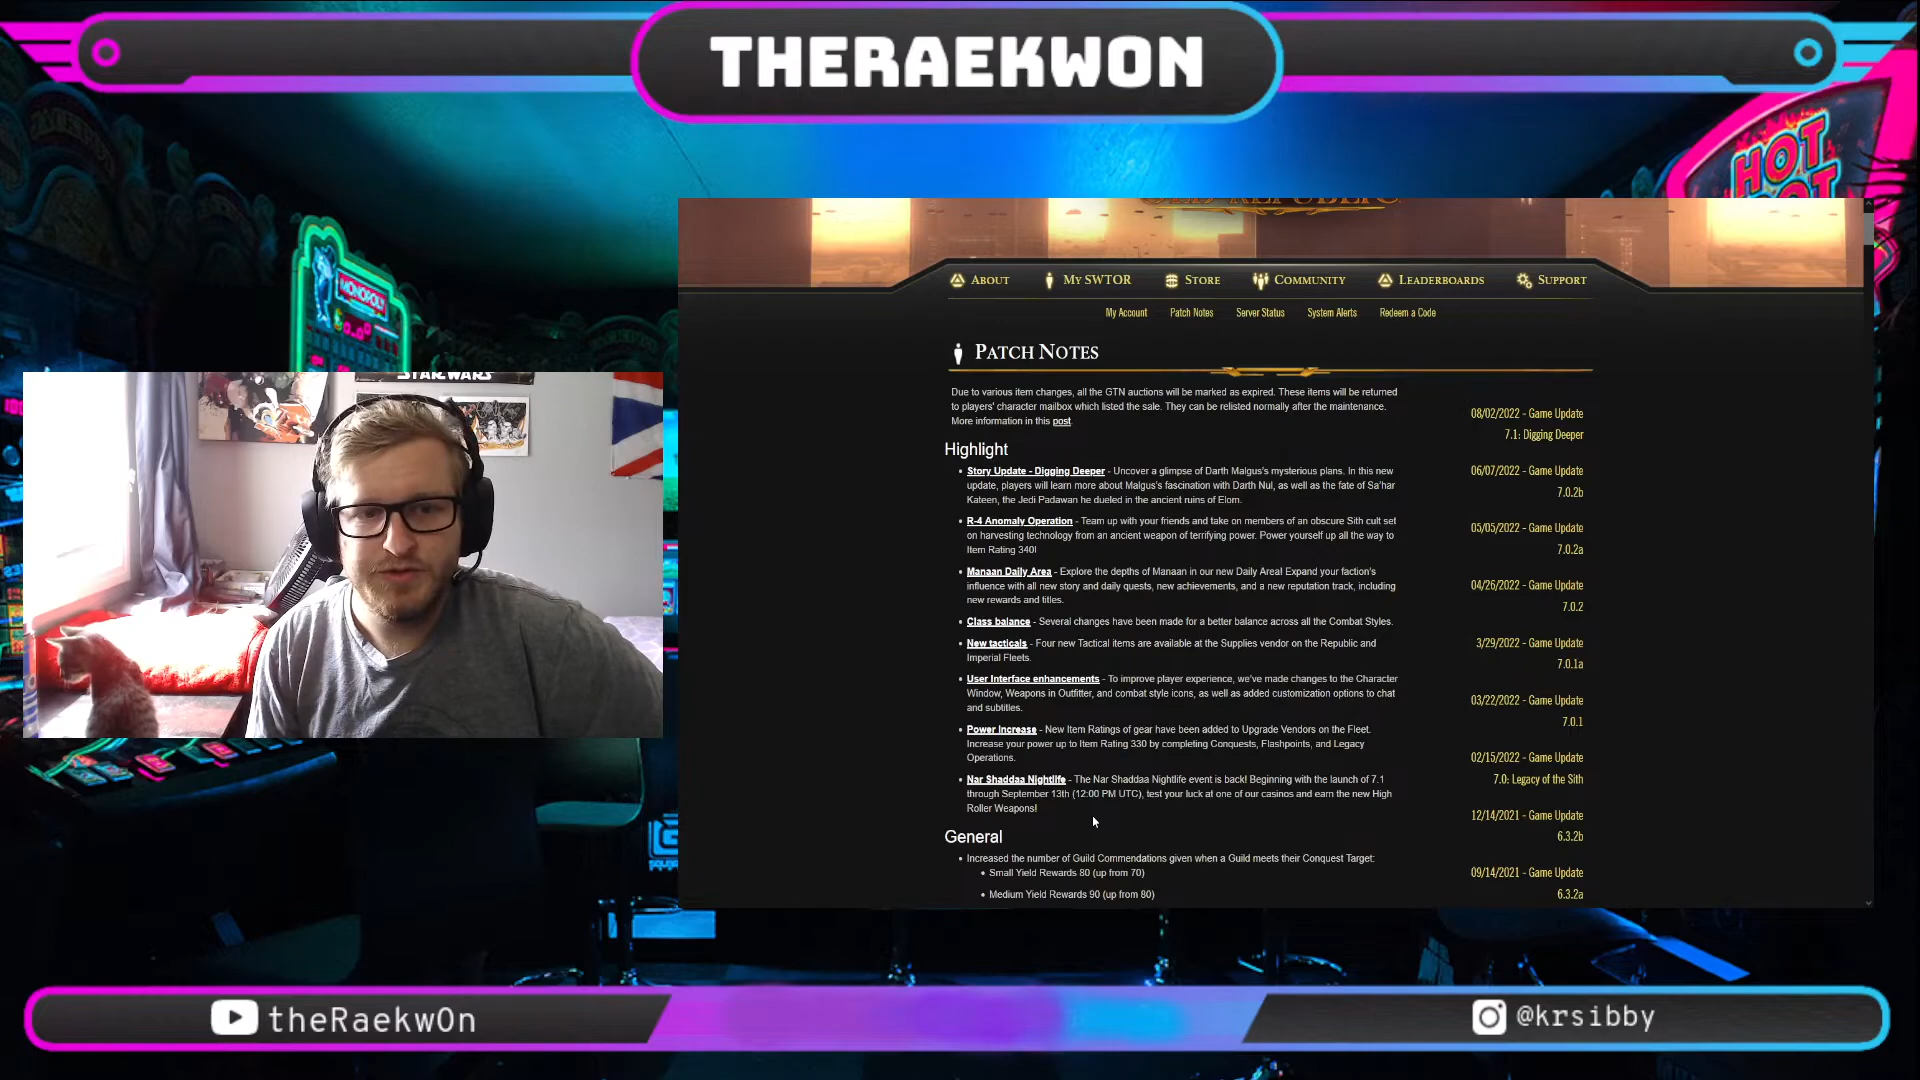 THERAEKWON
HOT
MONOPOLY
STAR WARS
OLD REPUBLIC
ABOUT
MY SWTOR
STORE
COMMUNITY
LEADERBOARDS
SUPPORT
My Account
Patch Notes
Server Status
System Alerts
Redeem a Code
PATCH NOTES
Due to various item changes, all the GTN auctions will be marked as expired. These items will be returned
to players' character mailbox which listed the sale. They can be relisted normally after the maintenance.
More information in this post.
Highlight
• Story Update - Digging Deeper - Uncover a glimpse of Darth Malgus's mysterious plans. In this new
update, players will learn more about Malgus's fascination with Darth Nul, as well as the fate of Sa'har
Kateen, the Jedi Padawan he dueled in the ancient ruins of Elom.
• R-4 Anomaly Operation - Team up with your friends and take on members of an obscure Sith cult set
on harvesting technology from an ancient weapon of terrifying power. Power yourself up all the way to
Item Rating 340!
• Manaan Daily Area - Explore the depths of Manaan in our new Daily Area! Expand your faction's
influence with all new story and daily quests, new achievements, and a new reputation track, including
new rewards and titles.
• Class balance - Several changes have been made for a better balance across all the Combat Styles.
• New tacticals - Four new Tactical items are available at the Supplies vendor on the Republic and
Imperial Fleets.
• User Interface enhancements - To improve player experience, we've made changes to the Character
Window, Weapons in Outfitter, and combat style icons, as well as added customization options to chat
and subtitles.
• Power Increase - New Item Ratings of gear have been added to Upgrade Vendors on the Fleet.
Increase your power up to Item Rating 330 by completing Conquests, Flashpoints, and Legacy
Operations.
• Nar Shaddaa Nightlife - The Nar Shaddaa Nightlife event is back! Beginning with the launch of 7.1
through September 13th (12:00 PM UTC), test your luck at one of our casinos and earn the new High
Roller Weapons!
General
• Increased the number of Guild Commendations given when a Guild meets their Conquest Target:
• Small Yield Rewards 80 (up from 70)
• Medium Yield Rewards 90 (up from 80)
08/02/2022 - Game Update
7.1: Digging Deeper
06/07/2022 - Game Update
7.0.2b
05/05/2022 - Game Update
7.0.2a
04/26/2022 - Game Update
7.0.2
3/29/2022 - Game Update
7.0.1a
03/22/2022 - Game Update
7.0.1
02/15/2022 - Game Update
7.0: Legacy of the Sith
12/14/2021 - Game Update
6.3.2b
09/14/2021 - Game Update
6.3.2a
theRaekwOn
@krsibby